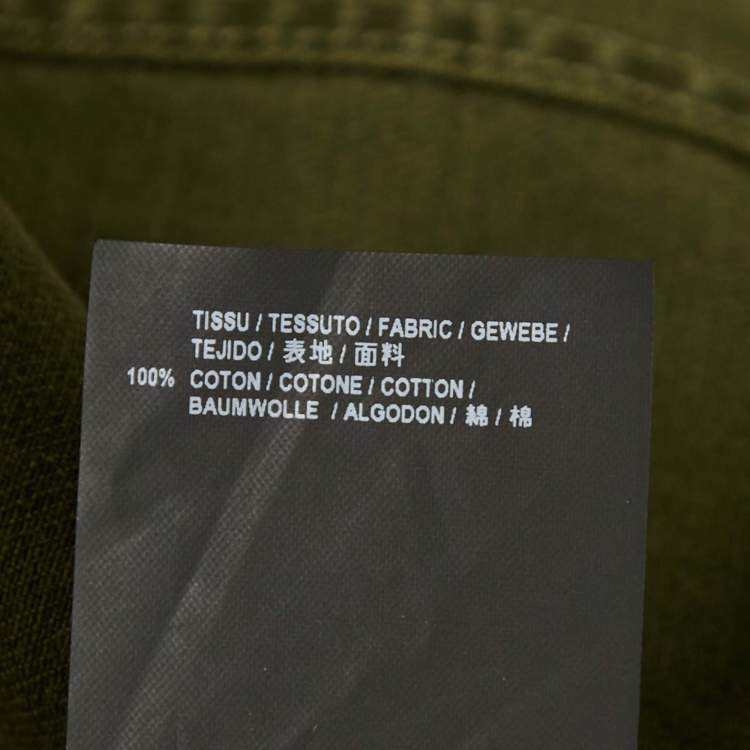 TISSU / TESSUTO / FABRIC / GEWEBE /
TEJIDO / 表地 / 面料
100% COTON / COTONE / COTTON /
BAUMWOLLE / ALGODON / 綿 / 棉